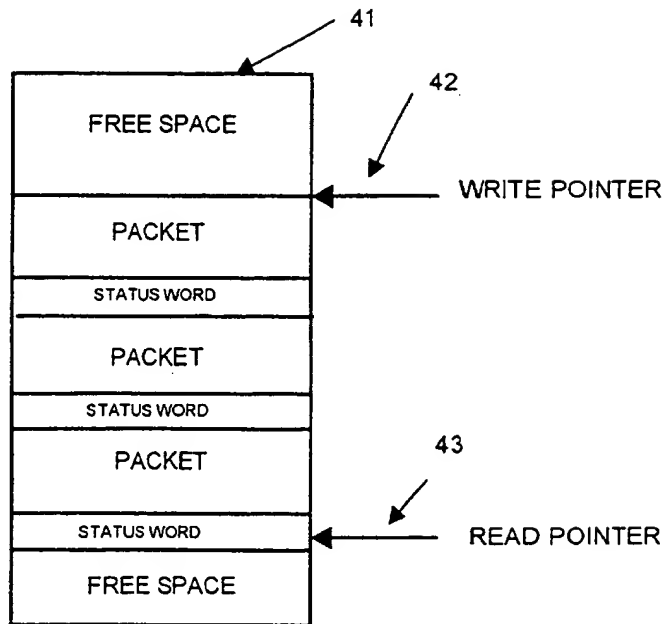 41
42
FREE SPACE
WRITE POINTER
PACKET
STATUS WORD
PACKET
STATUS WORD
43
PACKET
STATUS WORD
READ POINTER
FREE SPACE